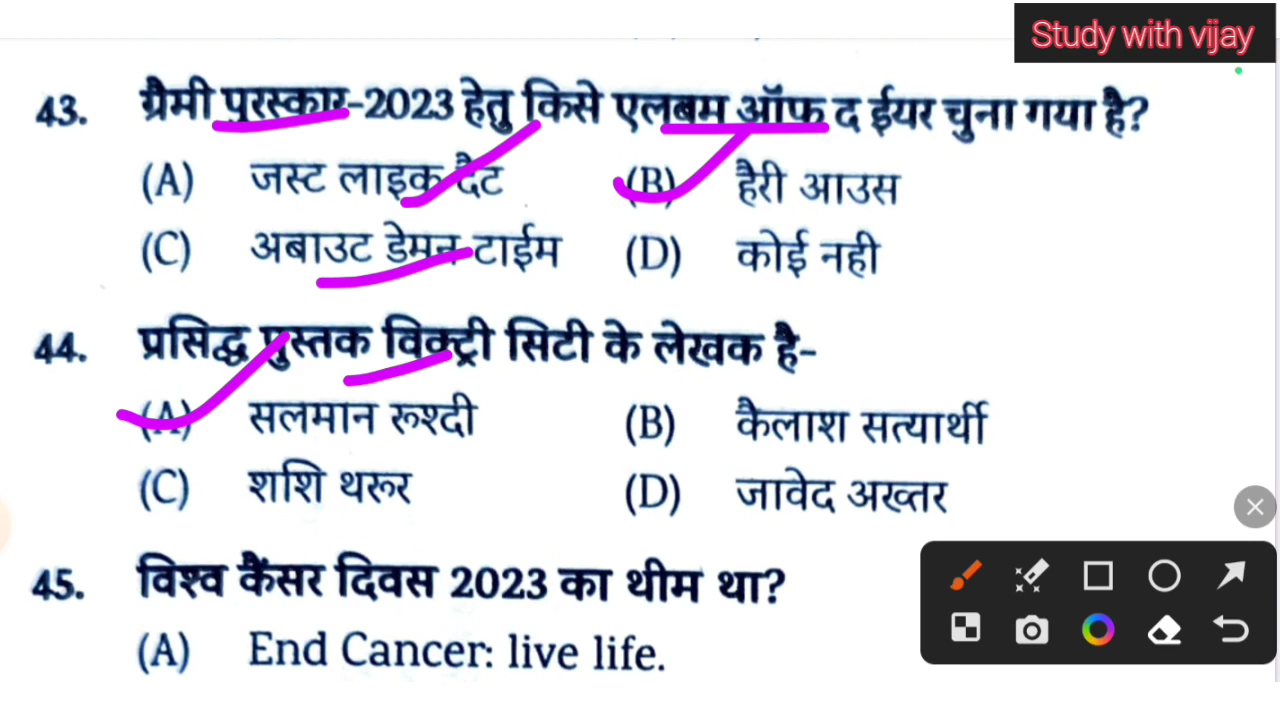 Study with vijay
43. ग्रैमी पुरस्कार-2023 हेतु किसे एलबम ऑफ द ईयर चुना गया है?
(A) जस्ट लाइक दैट (B) हैरी आउस
(C) अबाउट डेमन टाईम (D) कोई नही
44. प्रसिद्ध पुस्तक विक्ट्री सिटी के लेखक है-
(A) सलमान रूश्दी (B) कैलाश सत्यार्थी
(C) शशि थरूर (D) जावेद अख्तर
45. विश्व कैंसर दिवस 2023 का थीम था?
(A) End Cancer: live life.